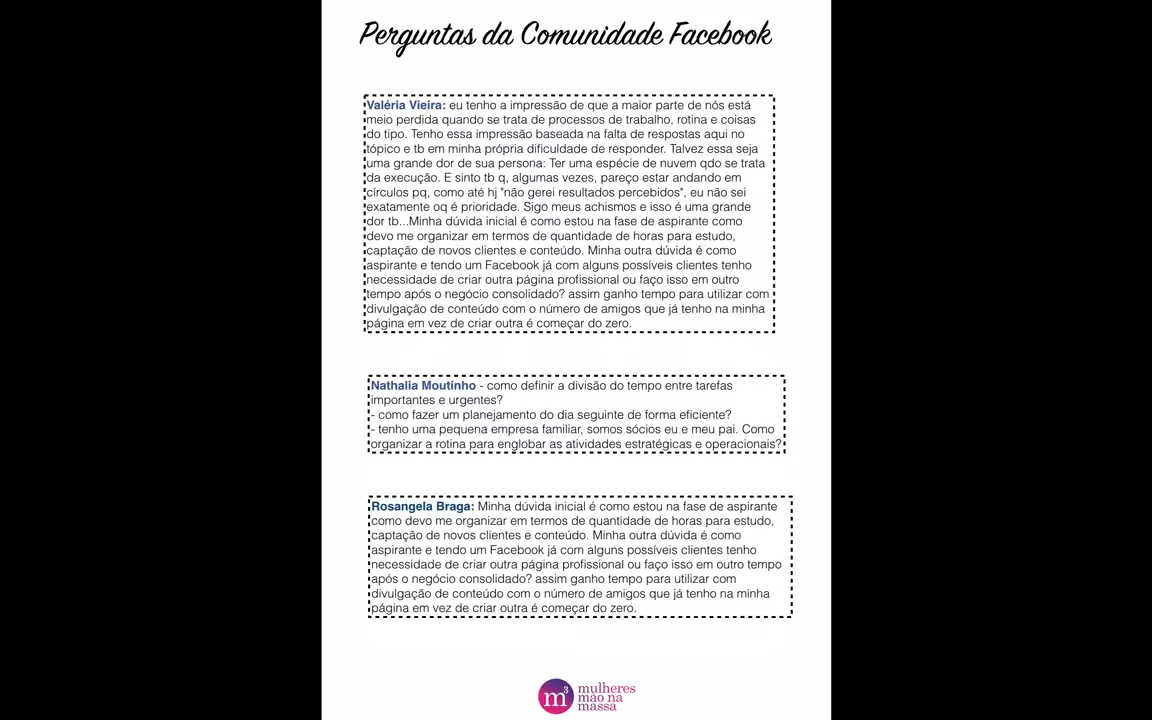 Perguntas da Comunidade Facebook
Valéria Vieira: eu tenho a impressão de que a maior parte de nós está
meio perdida quando se trata de processos de trabalho, rotina e coisas
do tipo. Tenho essa impressão baseada na falta de respostas aqui no
tópico e tb em minha própria dificuldade de responder. Talvez essa seja
uma grande dor de sua persona: Ter uma espécie de nuvem qdo se trata
da execução. E sinto tb q, algumas vezes, pareço estar andando em
círculos pq, como até hj "não gerei resultados percebidos", eu não sei
exatamente oq é prioridade. Sigo meus achismos e isso é uma grande
dor tb...Minha dúvida inicial é como estou na fase de aspirante como
devo me organizar em termos de quantidade de horas para estudo,
captação de novos clientes e conteúdo. Minha outra dúvida é como
aspirante e tendo um Facebook já com alguns possíveis clientes tenho
necessidade de criar outra página profissional ou faço isso em outro
tempo após o negócio consolidado? assim ganho tempo para utilizar com
divulgação de conteúdo com o número de amigos que já tenho na minha
página em vez de criar outra é começar do zero.
Nathalia Moutinho - como definir a divisão do tempo entre tarefas
importantes e urgentes?
- como fazer um planejamento do dia seguinte de forma eficiente?
- tenho uma pequena empresa familiar, somos sócios eu e meu pai. Como
organizar a rotina para englobar as atividades estratégicas e operacionais?
Rosangela Braga: Minha dúvida inicial é como estou na fase de aspirante
como devo me organizar em termos de quantidade de horas para estudo,
captação de novos clientes e conteúdo. Minha outra dúvida é como
aspirante e tendo um Facebook já com alguns possíveis clientes tenho
necessidade de criar outra página profissional ou faço isso em outro tempo
após o negócio consolidado? assim ganho tempo para utilizar com
divulgação de conteúdo com o número de amigos que já tenho na minha
página em vez de criar outra é começar do zero.
m³
mulheres
mão na
massa